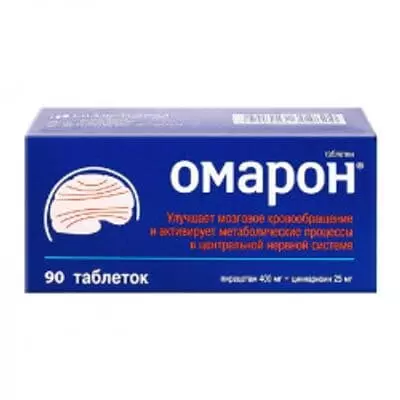 таблетки
омарон®
Улучшает мозговое кровообращение
и активирует метаболические процессы
в центральной нервной системе
90 таблеток
пирацетам 400 мг + циннаризин 25 мг